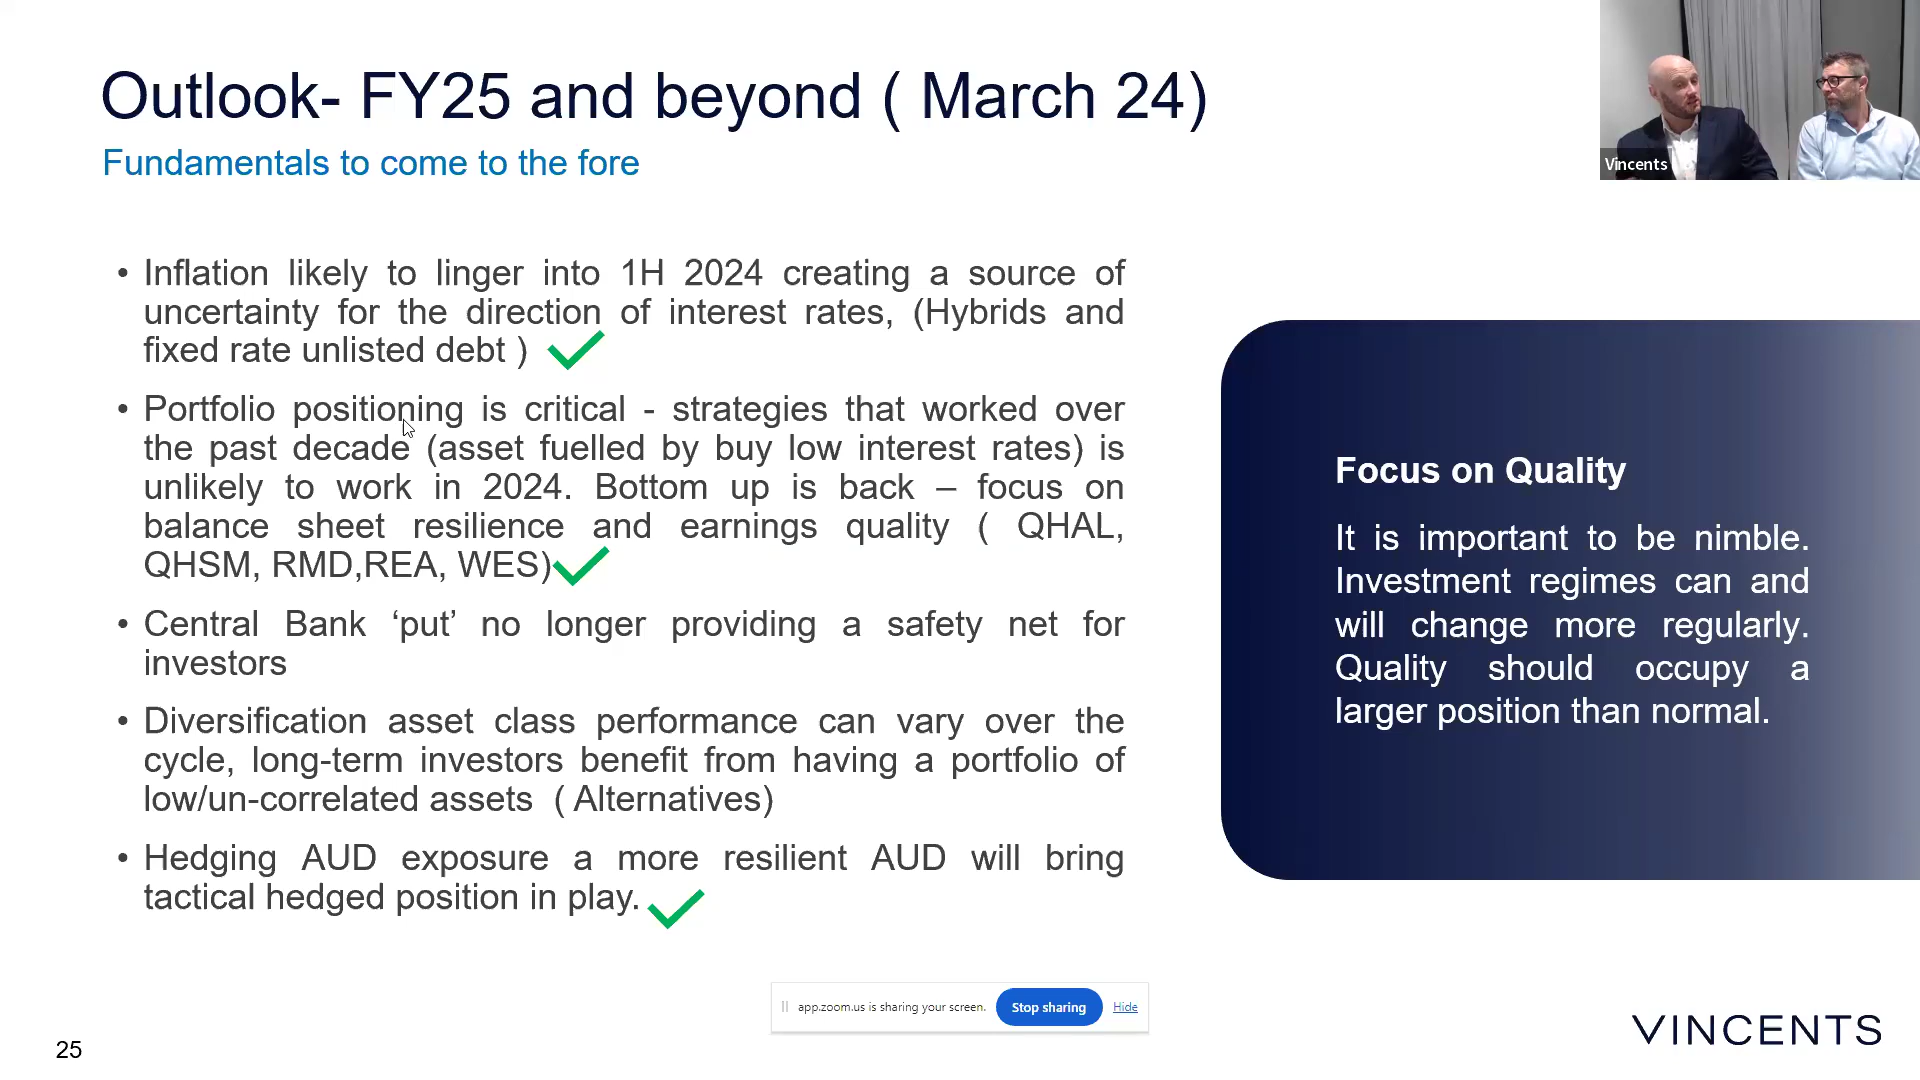 Outlook- FY25 and beyond ( March 24)
Fundamentals to come to the fore
Vincents
• Inflation likely to linger into 1H 2024 creating a source of
uncertainty for the direction of interest rates, (Hybrids and
fixed rate unlisted debt )
• Portfolio positioning is critical - strategies that worked over
the past decade (asset fuelled by buy low interest rates) is
unlikely to work in 2024. Bottom up is back – focus on
balance sheet resilience and earnings quality ( QHAL,
QHSM, RMD,REA, WES)
• Central Bank ‘put’ no longer providing a safety net for
investors
• Diversification asset class performance can vary over the
cycle, long-term investors benefit from having a portfolio of
low/un-correlated assets ( Alternatives)
• Hedging AUD exposure a more resilient AUD will bring
tactical hedged position in play.
Focus on Quality
It is important to be nimble.
Investment regimes can and
will change more regularly.
Quality should occupy a
larger position than normal.
app.zoom.us is sharing your screen. Stop sharing Hide
25
VINCENTS